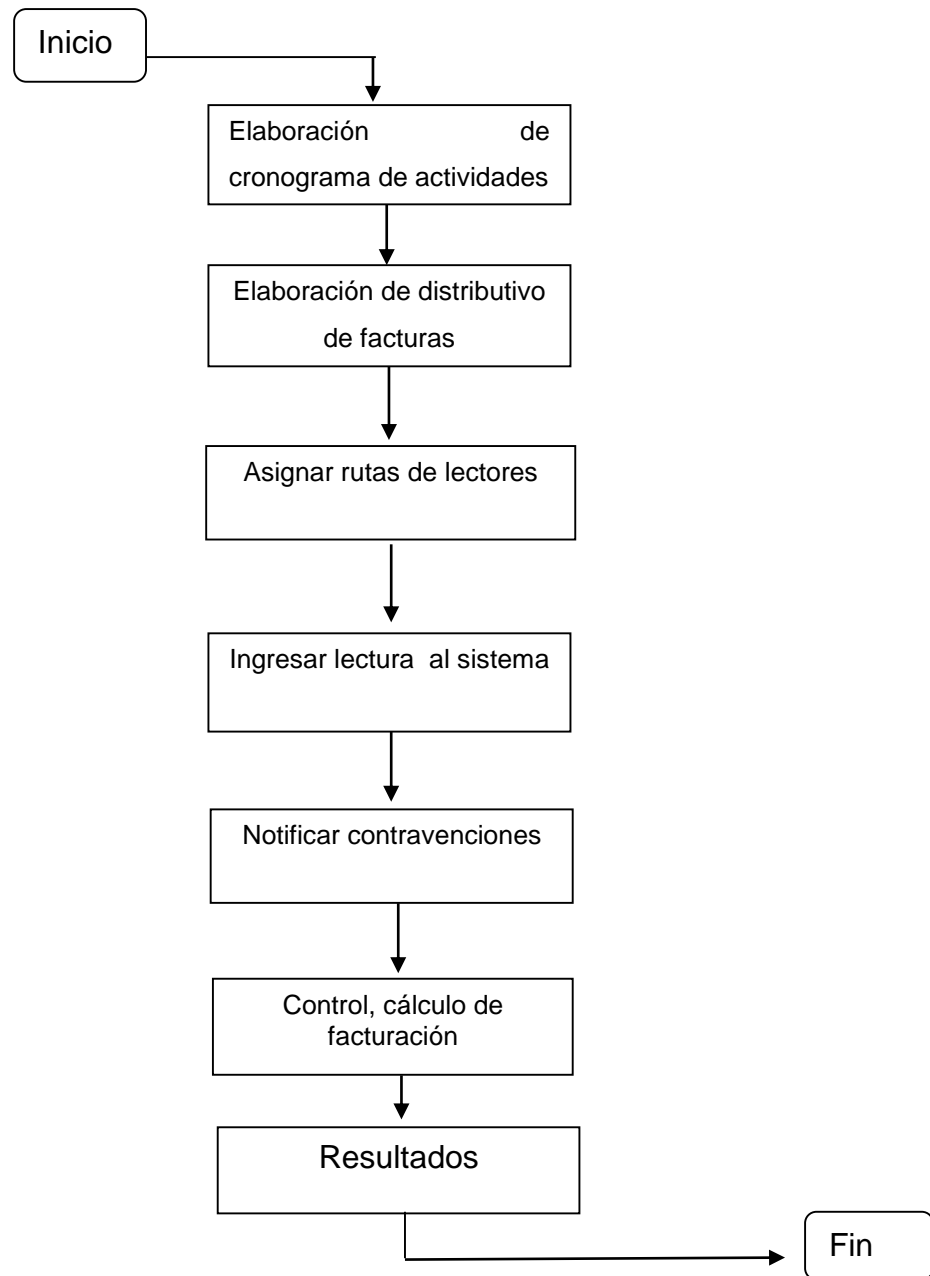 Inicio
Elaboración de
cronograma de actividades
Elaboración de distributivo
de facturas
Asignar rutas de lectores
Ingresar lectura al sistema
Notificar contravenciones
Control, cálculo de
facturación
Resultados
Fin